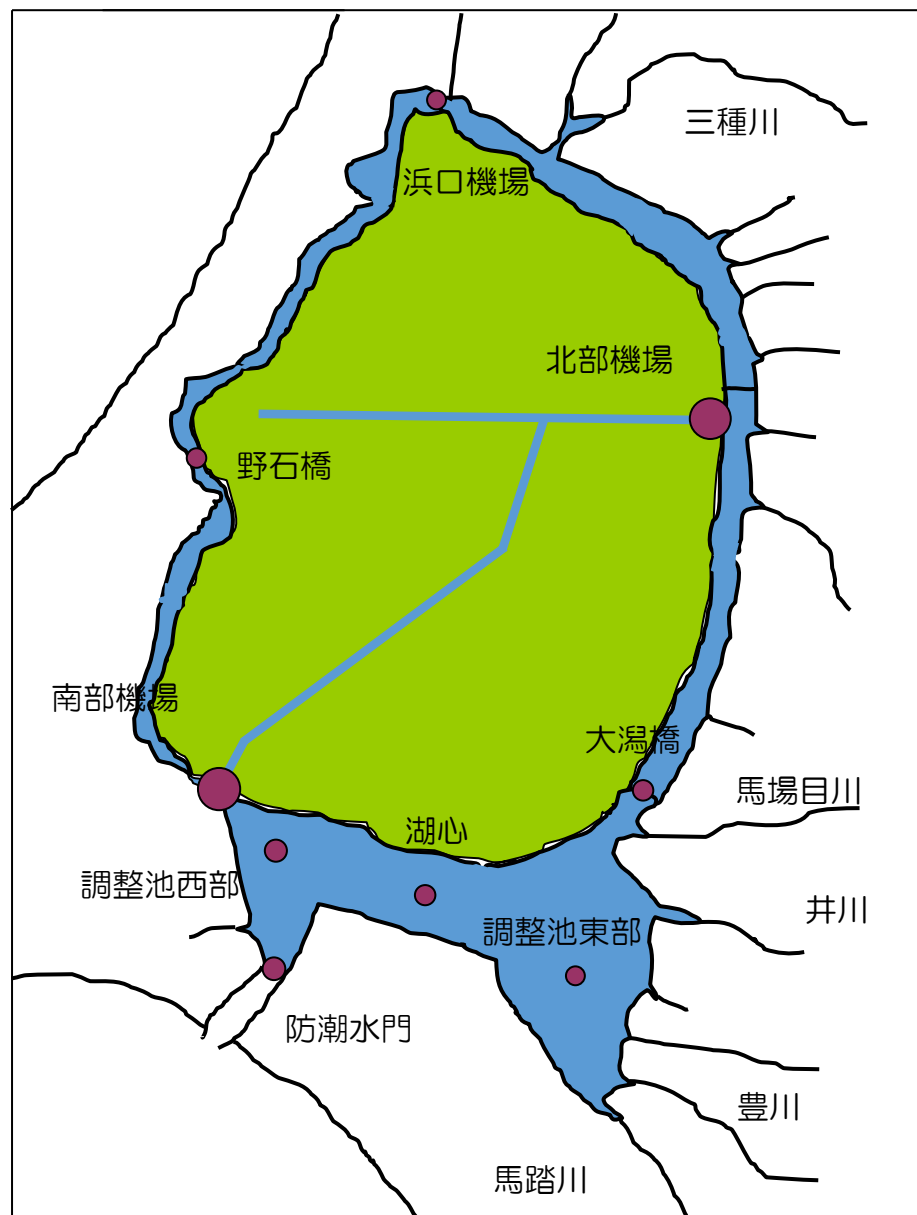 三種川
浜口機場
北部機場
野石橋
南部機場
大潟橋
馬場目川
湖心
調整池西部
井川
調整池東部
防潮水門
豊川
馬踏川